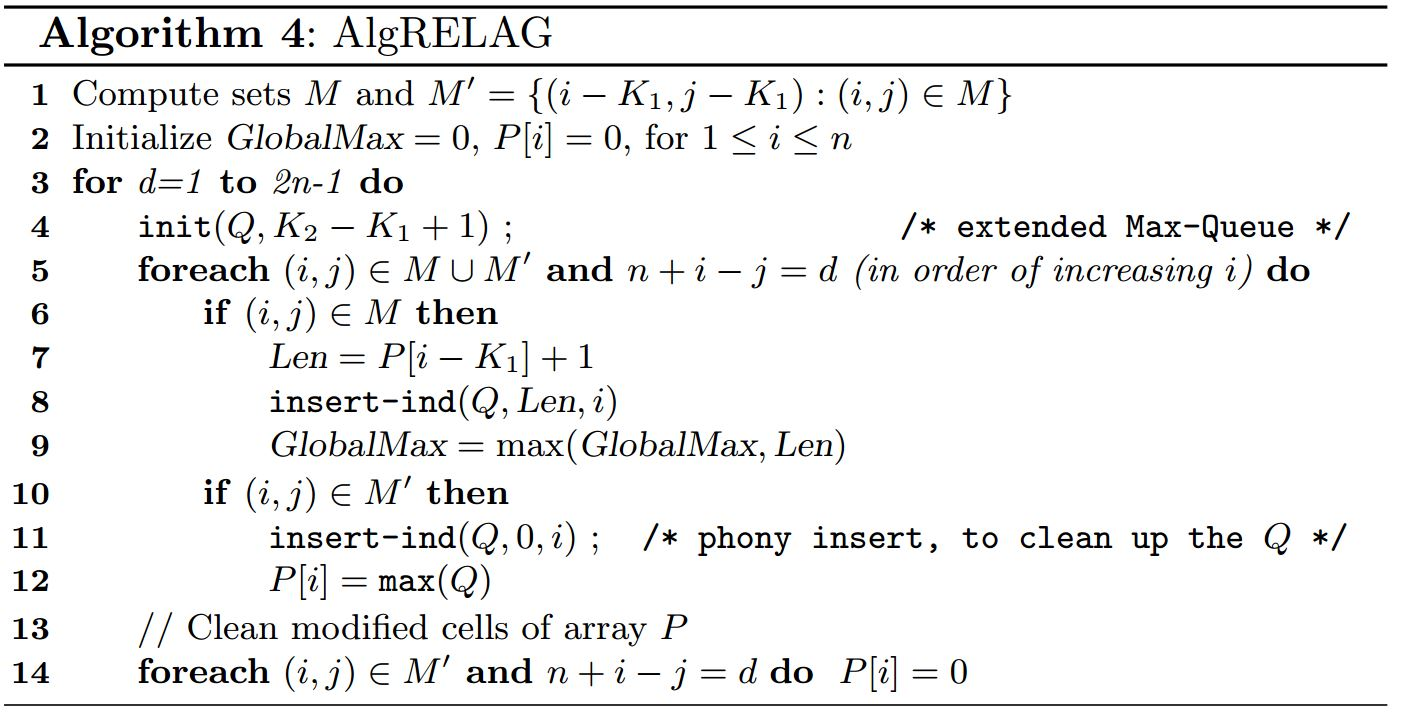 Algorithm 4: AlgRELAG
1 Compute sets M and M′ = {(i − K₁, j − K₁) : (i, j) ∈ M}
2 Initialize GlobalMax = 0, P[i] = 0, for 1 ≤ i ≤ n
3 for d=1 to 2n-1 do
4 init(Q, K₂ − K₁ + 1) ; /* extended Max-Queue */
5 foreach (i, j) ∈ M ∪ M′ and n + i − j = d (in order of increasing i) do
6 if (i, j) ∈ M then
7 Len = P[i − K₁] + 1
8 insert-ind(Q, Len, i)
9 GlobalMax = max(GlobalMax, Len)
10 if (i, j) ∈ M′ then
11 insert-ind(Q, 0, i) ; /* phony insert, to clean up the Q */
12 P[i] = max(Q)
13 // Clean modified cells of array P
14 foreach (i, j) ∈ M′ and n + i − j = d do P[i] = 0